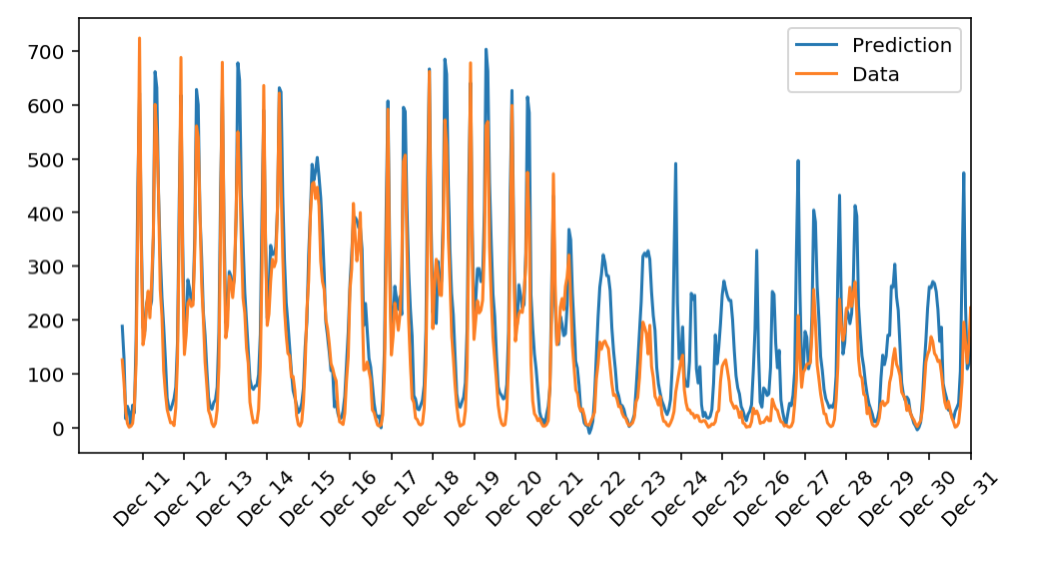 700
600
500
400
300
200
100
0
Prediction
Data
Dec 11
Dec 12
Dec 13
Dec 14
Dec 15
Dec 16
Dec 17
Dec 18
Dec 19
Dec 20
Dec 21
Dec 22
Dec 23
Dec 24
Dec 25
Dec 26
Dec 27
Dec 28
Dec 29
Dec 30
Dec 31